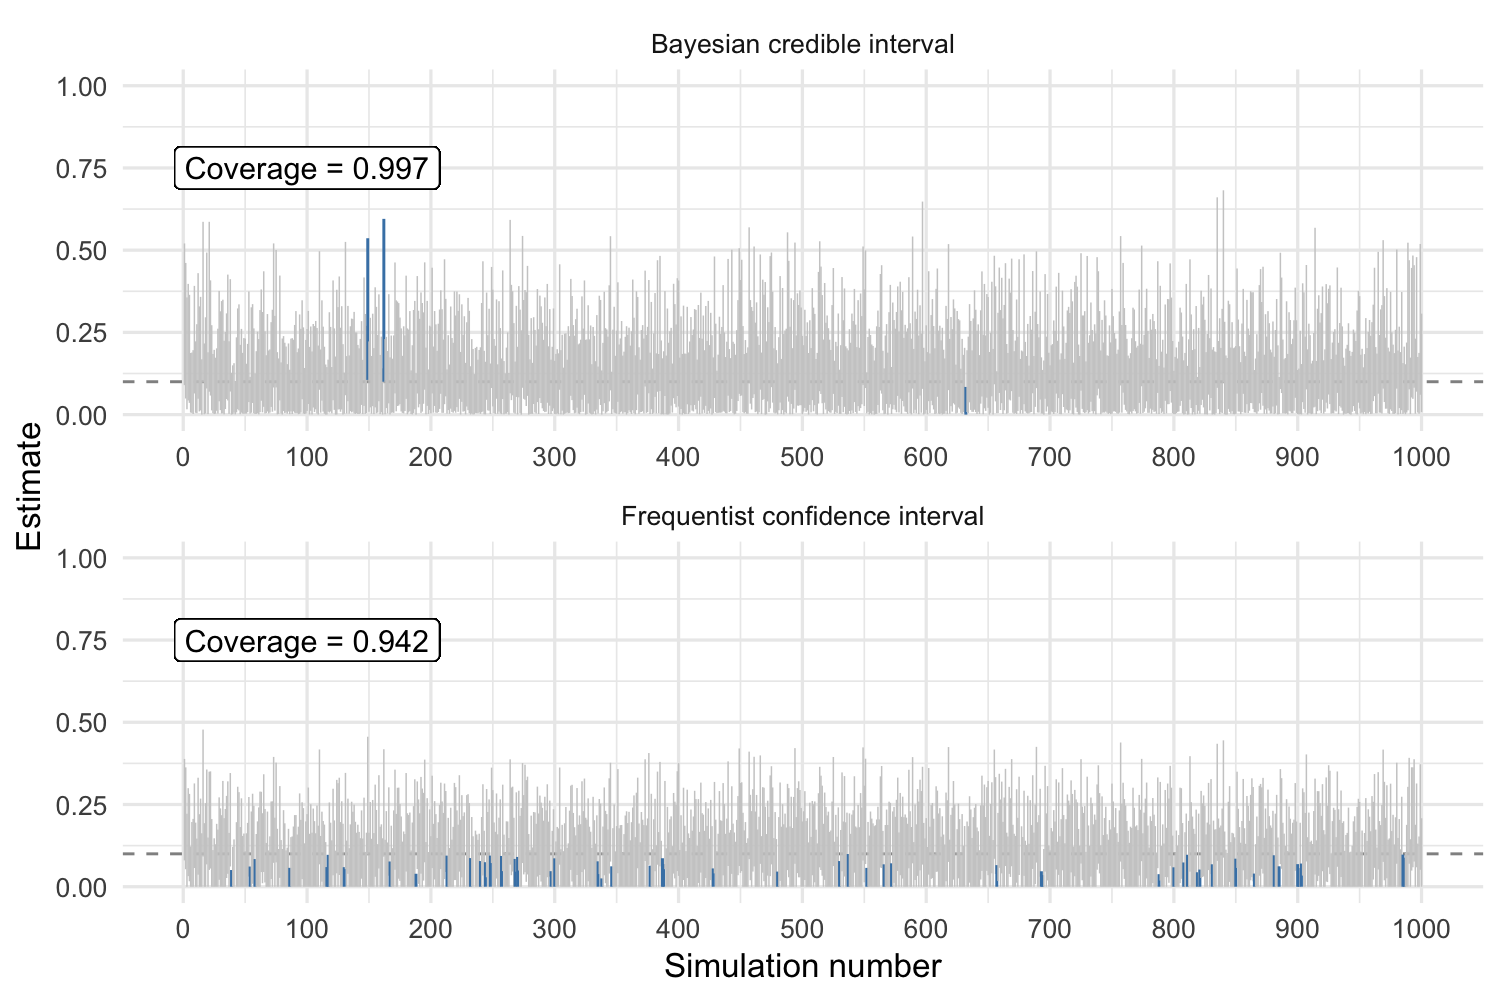 Bayesian credible interval
1.00
0.75
0.50
0.25
0.00
Coverage = 0.997
0 100 200 300 400 500 600 700 800 900 1000
Estimate
Frequentist confidence interval
1.00
0.75
0.50
0.25
0.00
Coverage = 0.942
0 100 200 300 400 500 600 700 800 900 1000
Simulation number